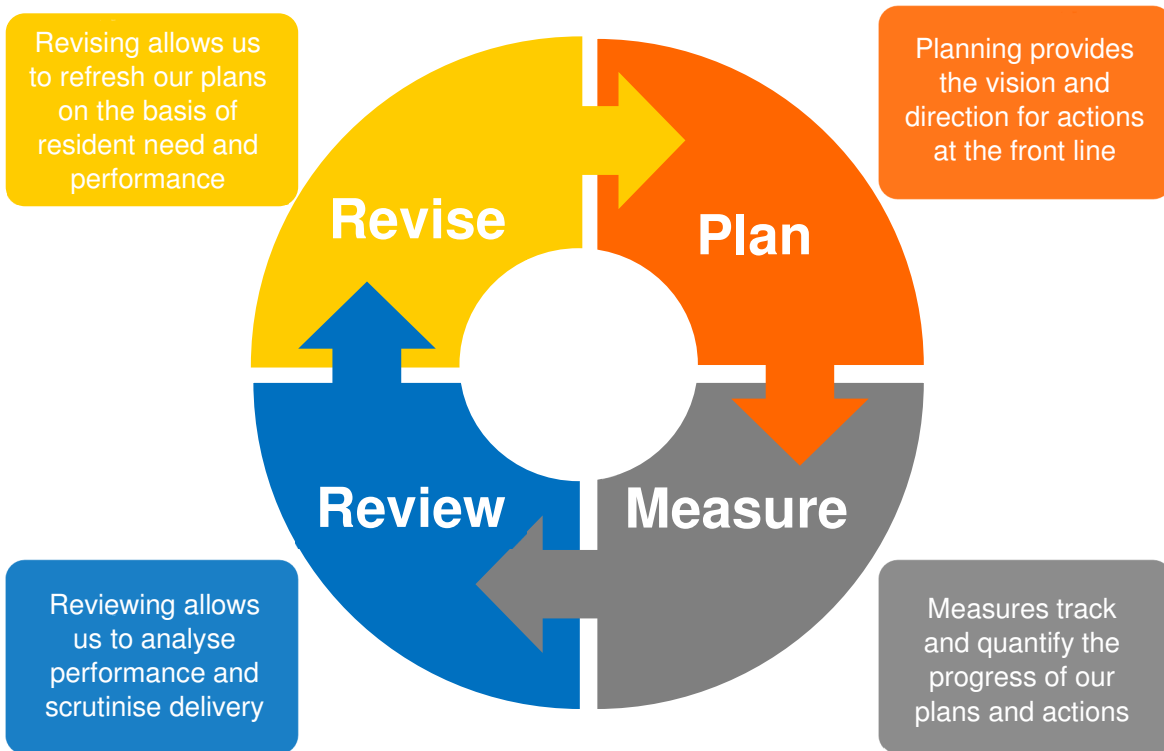 Revising allows us
to refresh our plans
on the basis of
resident need and
performance
Planning provides
the vision and
direction for actions
at the front line
Revise
Plan
Review
Measure
Reviewing allows
us to analyse
performance and
scrutinise delivery
Measures track
and quantify the
progress of our
plans and actions